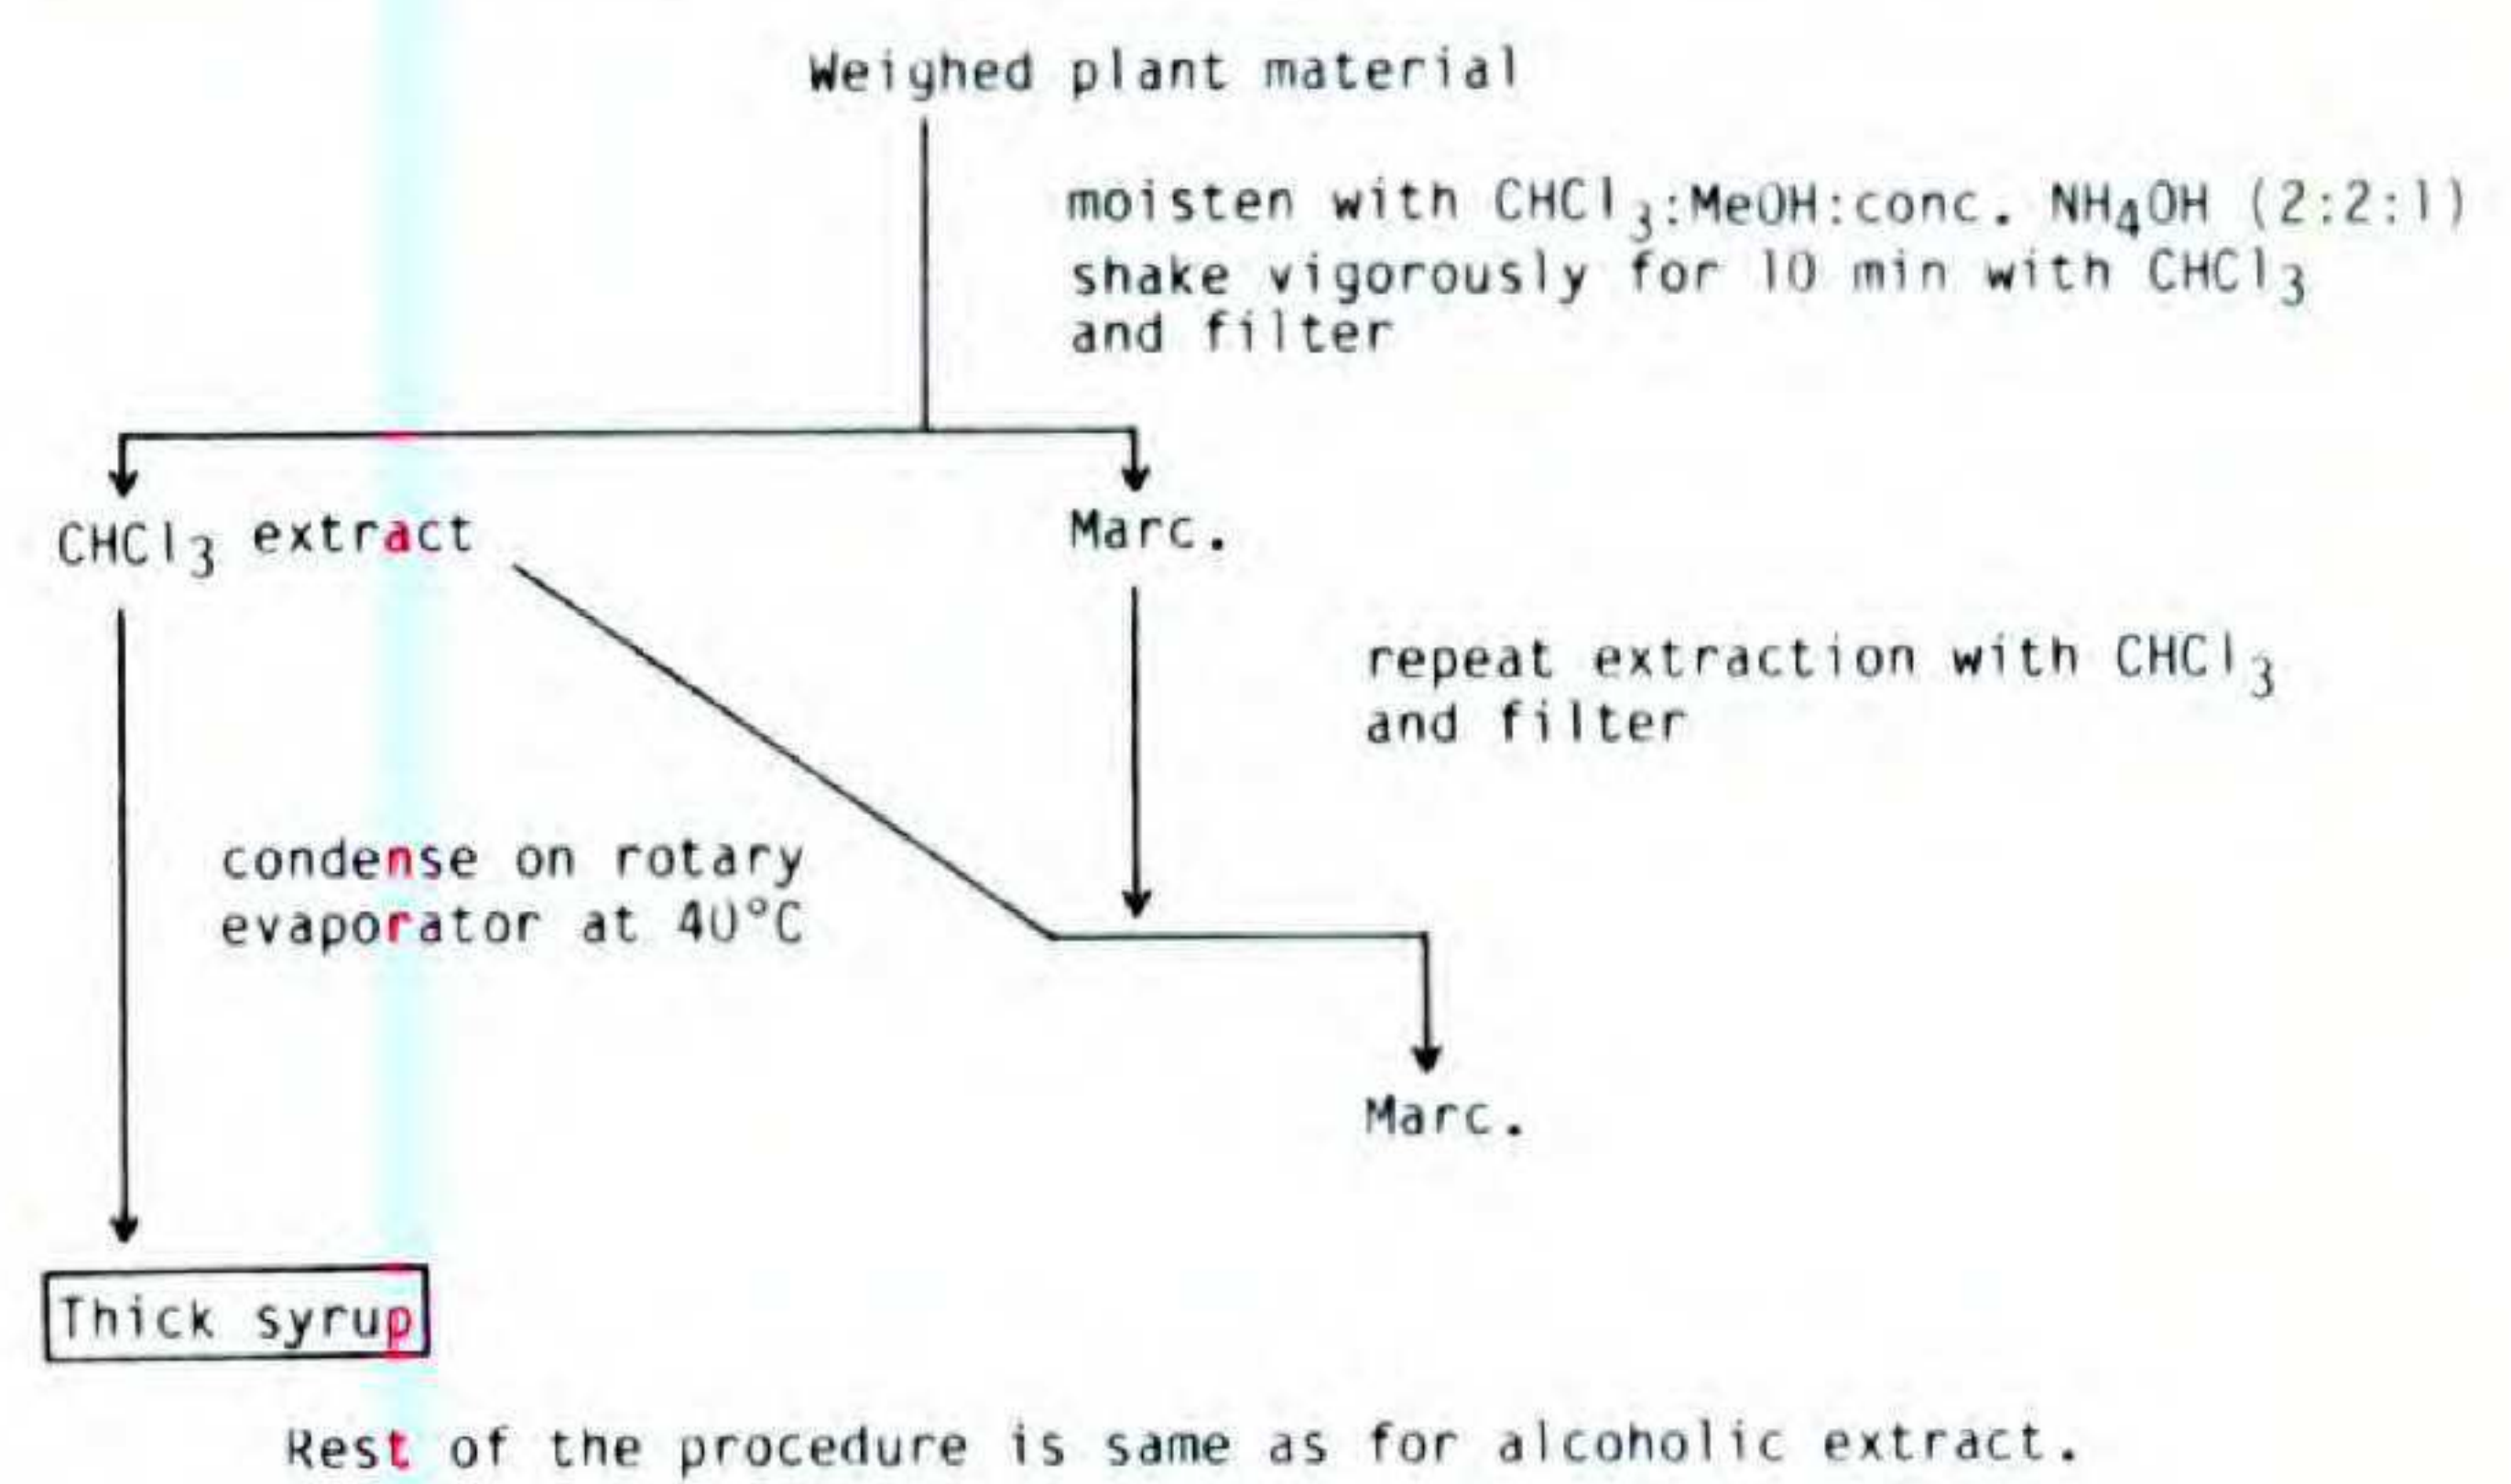 Weighed plant material
moisten with CHCl₃:MeOH:conc. NH₄OH (2:2:1)
shake vigorously for 10 min with CHCl₃
and filter
CHCl₃ extract
Marc.
repeat extraction with CHCl₃
and filter
condense on rotary
evaporator at 40°C
Marc.
Thick syrup
Rest of the procedure is same as for alcoholic extract.